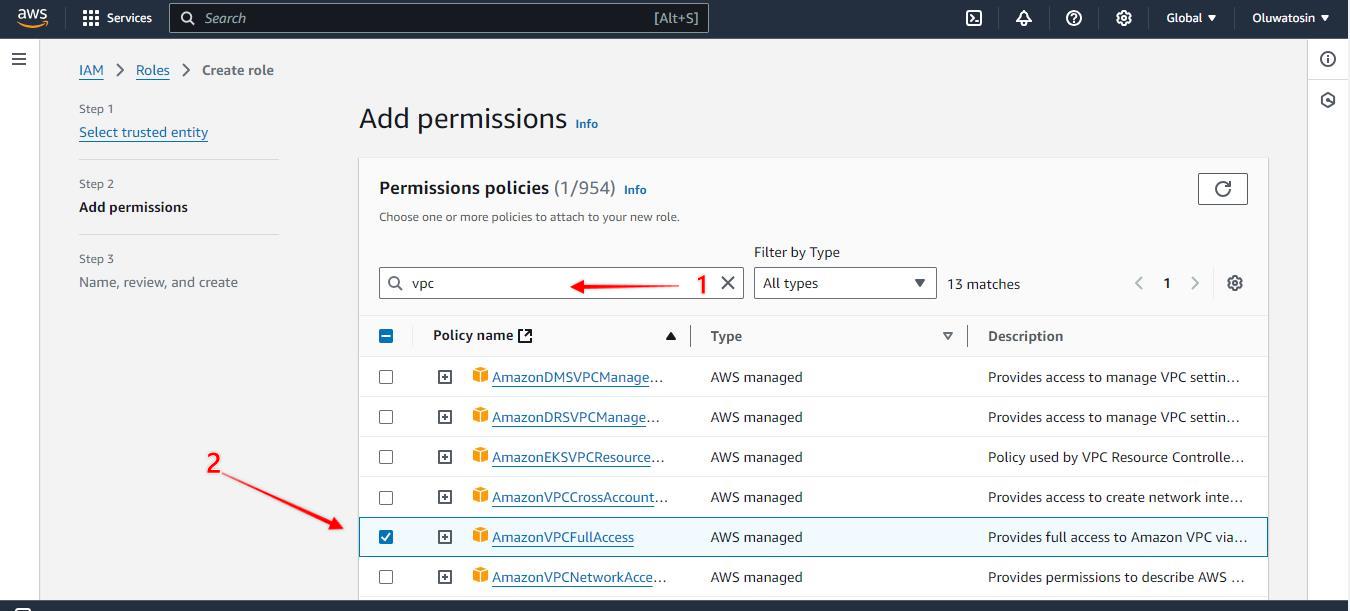 aws Services Search [Alt+S] Global Oluwatosin
IAM > Roles > Create role
Step 1
Select trusted entity
Step 2
Add permissions
Step 3
Name, review, and create
Add permissions Info
Permissions policies (1/954) Info
Choose one or more policies to attach to your new role.
Filter by Type
vpc 1 All types 13 matches 1
Policy name Type Description
AmazonDMSVPCManage... AWS managed Provides access to manage VPC settin...
AmazonDRSVPCManage... AWS managed Provides access to manage VPC settin...
AmazonEKSVPCResource... AWS managed Policy used by VPC Resource Controlle...
2
AmazonVPCCrossAccount... AWS managed Provides access to create network inte...
AmazonVPCFullAccess AWS managed Provides full access to Amazon VPC via...
AmazonVPCNetworkAcce... AWS managed Provides permissions to describe AWS ...